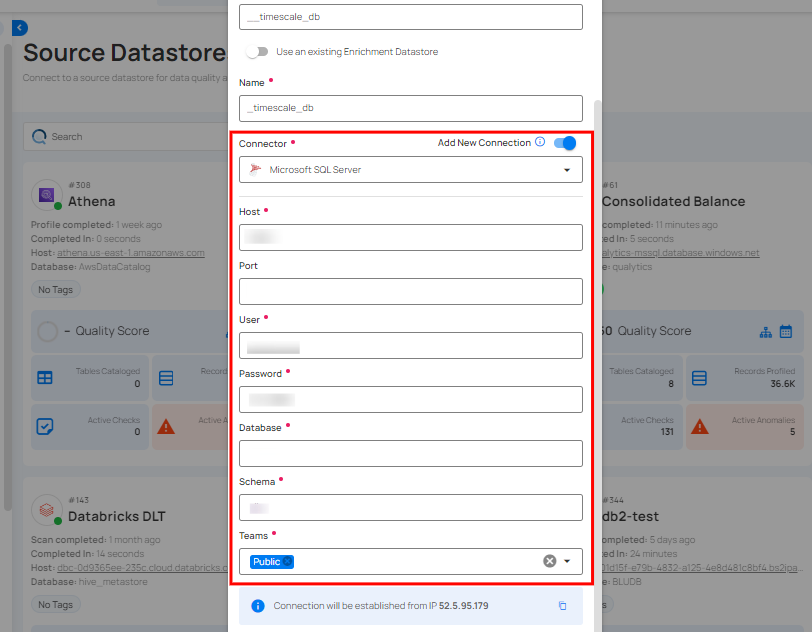 __timescale_db
Use an existing Enrichment Datastore
Name *
_timescale_db
Connector *
Add New Connection
Microsoft SQL Server
Host *
Port
User *
Password *
Database *
Schema *
Teams *
Public
Connection will be established from IP 52.5.95.179
Source Datastore
Connect to a source datastore for data quality a
Search
#308
Athena
Profile completed: 1 week ago
Completed In: 0 seconds
Host: athena.us-east-1.amazonaws.com
Database: AwsDataCatalog
No Tags
– Quality Score
Tables Cataloged
0
Record
Active Checks
0
Active A
#61
Consolidated Balance
completed: 11 minutes ago
ed In: 5 seconds
alytics-mssql.database.windows.net
e: qualytics
60 Quality Score
Tables Cataloged
8
Records Profiled
36.6K
Active Checks
131
Active Anomalies
5
#143
Databricks DLT
Scan completed: 1 month ago
Completed In: 14 seconds
Host: dbc-0d9365ee-235c.cloud.databricks.c
Database: hive_metastore
No Tags
#344
db2-test
ompleted: 5 days ago
ed In: 24 minutes
01d15f-e79b-4832-a125-4e8d481c8bf4.bs2ipa...
e: BLUDB